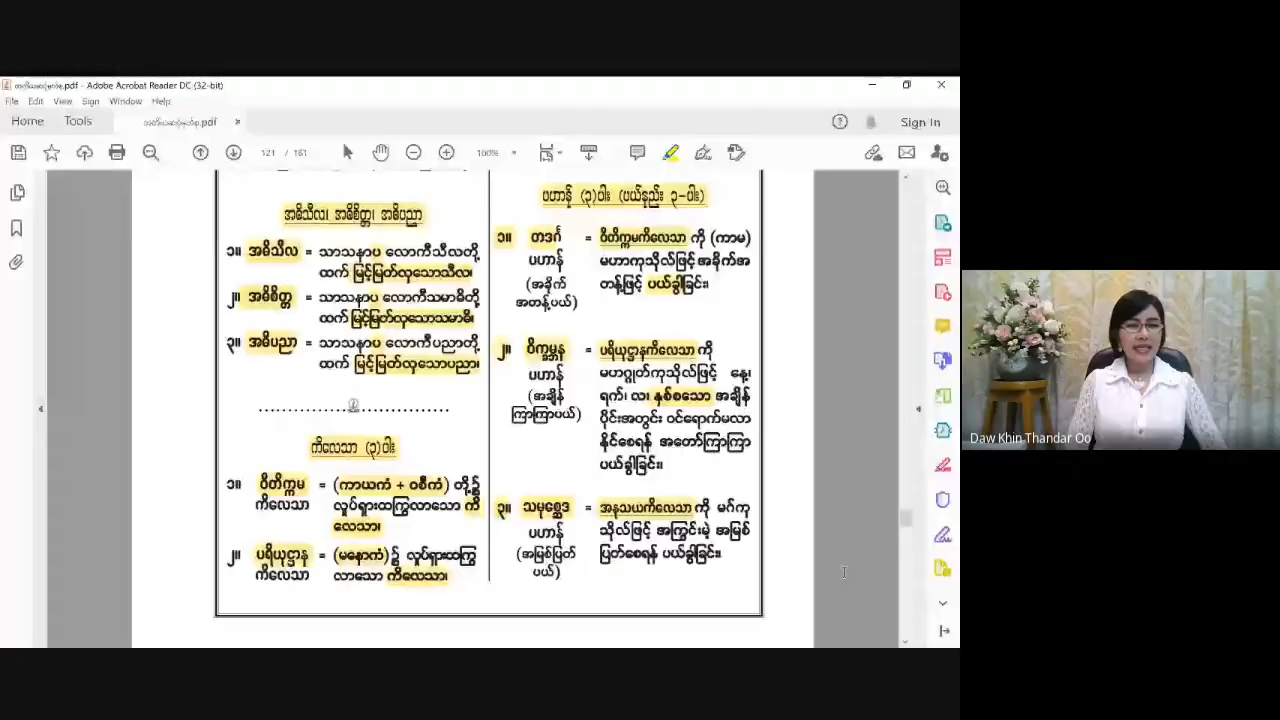 .pdf - Adobe Acrobat Reader DC (32-bit)
File Edit View Sign Window Help
Home Tools .pdf × Sign In
121 / 161 100%
အဓိသီလ၊ အဓိစိတ္တ၊ အဓိပညာ
၁။ အဓိသီလ = သာသနာပ လောကီသီလတို့
ထက် မြင့်မြတ်လှသောသီလ၊
၂။ အဓိစိတ္တ = သာသနာပ လောကီသမာဓိတို့
ထက် မြင့်မြတ်လှသောသမာဓိ၊
၃။ အဓိပညာ = သာသနာပ လောကီပညာတို့
ထက် မြင့်မြတ်လှသောပညာ၊
ကိလေသာ (၃)ပါး
၁။ ဝီတိက္ကမ = (ကာယကံ + ဝစီကံ) တို့၌
ကိလေသာ လှုပ်ရှားထကြွလာသော ကိ
လေသာ၊
၂။ ပရိယုဋ္ဌာန = (မနောကံ)၌ လှုပ်ရှားထကြွ
ကိလေသာ လာသော ကိလေသာ၊
ပဟာန် (၃)ပါး (ပယ်နည်း ၃-ပါး)
၁။ တဒင်္ဂ = ဝီတိက္ကမကိလေသာ ကို (ကာမ)
ပဟာန် မဟာကုသိုလ်ဖြင့် အခိုက်အ
(အခိုက် တန့်ဖြင့် ပယ်ခွါခြင်း၊
အတန့်ပယ်)
၂။ ဝိက္ခမ္ဘန = ပရိယုဋ္ဌာနကိလေသာ ကို
ပဟာန် မဟဂ္ဂုတ်ကုသိုလ်ဖြင့် နေ့၊
(အချိန် ရက်၊ လ၊ နှစ်စသော အချိန်
ကြာကြာပယ်) ပိုင်းအတွင်း ဝင်ရောက်မလာ
နိုင်စေရန် အတော်ကြာကြာ
ပယ်ခွါခြင်း။
၃။ သမုစ္ဆေဒ = အနုသယကိလေသာ ကို မဂ်ကု
ပဟာန် သိုလ်ဖြင့် အကြွင်းမဲ့ အမြစ်
(အမြစ်ပြတ် ပြတ်စေရန် ပယ်ခွါခြင်း။
ပယ်)
Daw Khin Thandar Oo